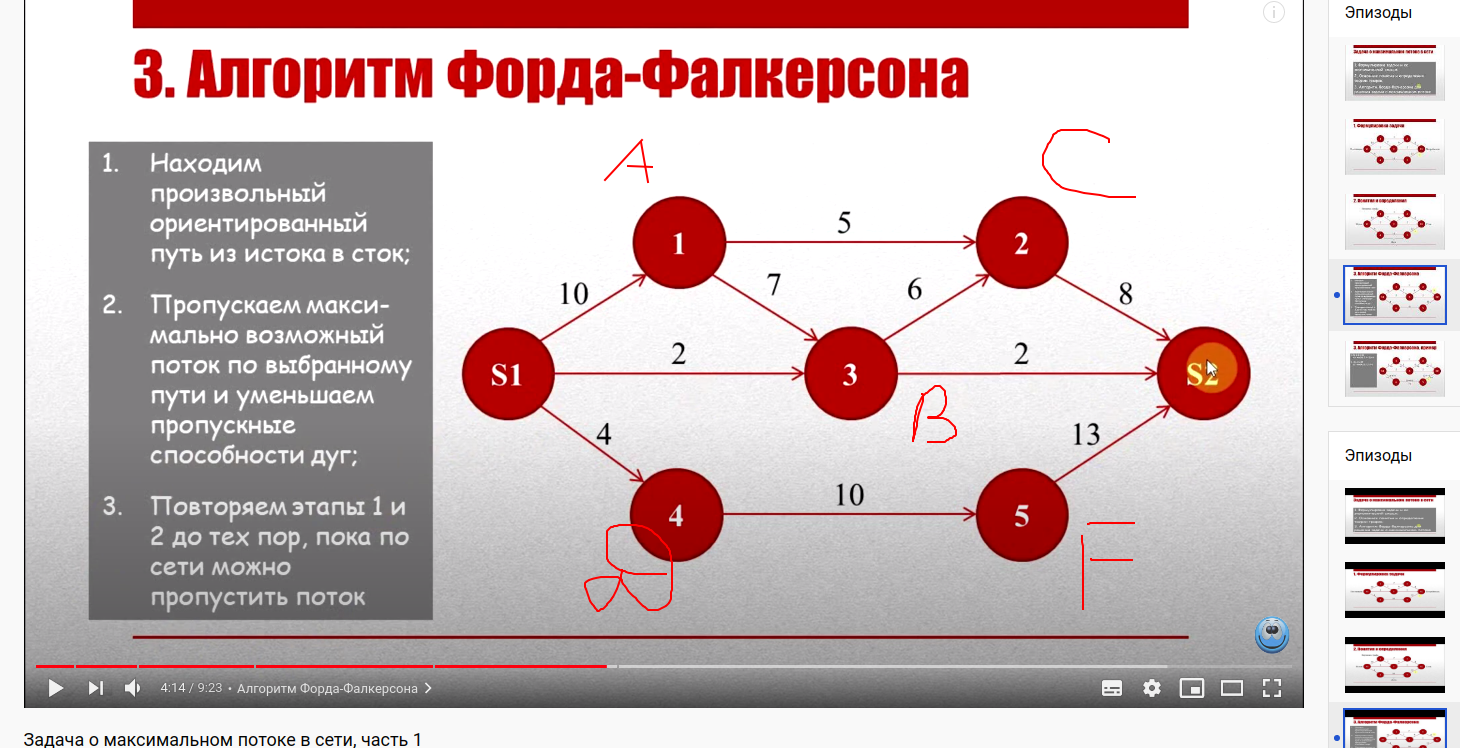 Эпизоды
3. Алгоритм Форда-Фалкерсона
1. Находим
произвольный
ориентированный
путь из истока в сток;
2. Пропускаем макси-
мально возможный
поток по выбранному
пути и уменьшаем
пропускные
способности дуг;
3. Повторяем этапы 1 и
2 до тех пор, пока по
сети можно
пропустить поток
A
C
1
5
2
10
7
6
8
S1
2
3
2
S2
B
4
13
4
10
5
F
4:14 / 9:23 • Алгоритм Форда-Фалкерсона
Задача о максимальном потоке в сети, часть 1
Эпизоды